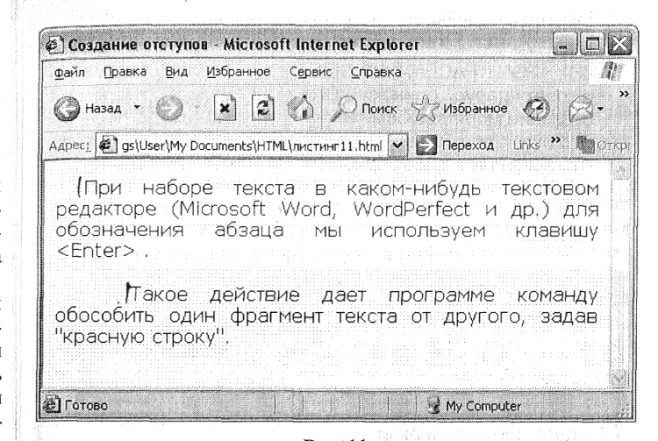 Создание отступов - Microsoft Internet Explorer
Файл Правка Вид Избранное Сервис Справка
Назад Поиск Избранное »
Адрес: gs\User\My Documents\HTML\листинг11.html Переход Links »
При наборе текста в каком-нибудь текстовом
редакторе (Microsoft Word, WordPerfect и др.) для
обозначения абзаца мы используем клавишу
<Enter> .
Такое действие дает программе команду
обособить один фрагмент текста от другого, задав
"красную строку".
Готово My Computer